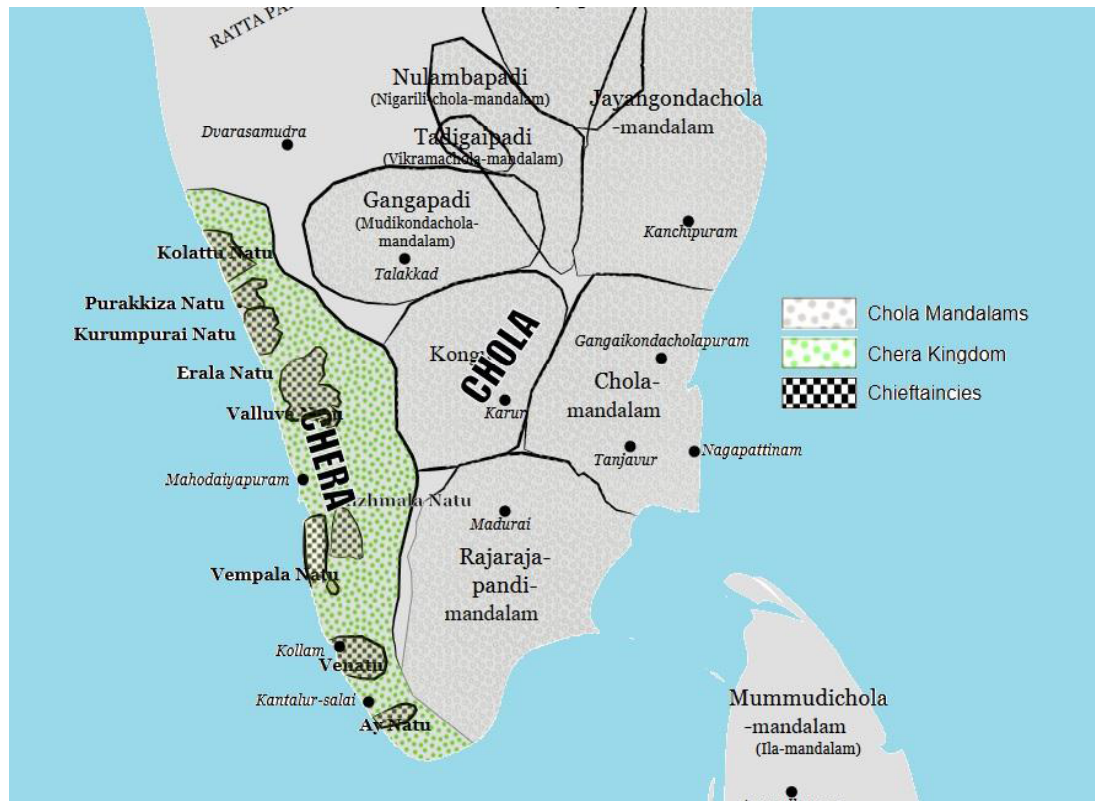 RATTA
Nulambapadi
(Nigarili-chola-mandalam)
Jayangondachola
-mandalam
Dvarasamudra
Tadigaipadi
(Vikramachola-mandalam)
Gangapadi
(Mudikondachola-
mandalam)
Kanchipuram
Kolattu Natu
Talakkad
Purakkiza Natu
Kurumpurai Natu
Chola Mandalams
CHOLA
Gangaikondacholapuram
Chera Kingdom
Erala Natu
Chola-
mandalam
Chieftaincies
Karur
CHERA
Tanjavur
Nagapattinam
Mahodaiyapuram
Natu
Madurai
Rajaraja-
pandi-
mandalam
Vempala Natu
Kollam
Venatu
Kantalur-salai
Ay Natu
Mummudichola
-mandalam
(Ila-mandalam)